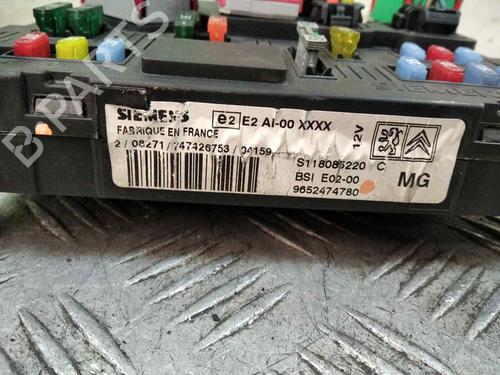 B PARTS
SIEMENS
e2 E2 AI-00 XXXX
FABRIQUE EN FRANCE
12V
2 / 08271 / 747426753 / 04159
S118085220 C
BSI E02-00
9652474780
MG